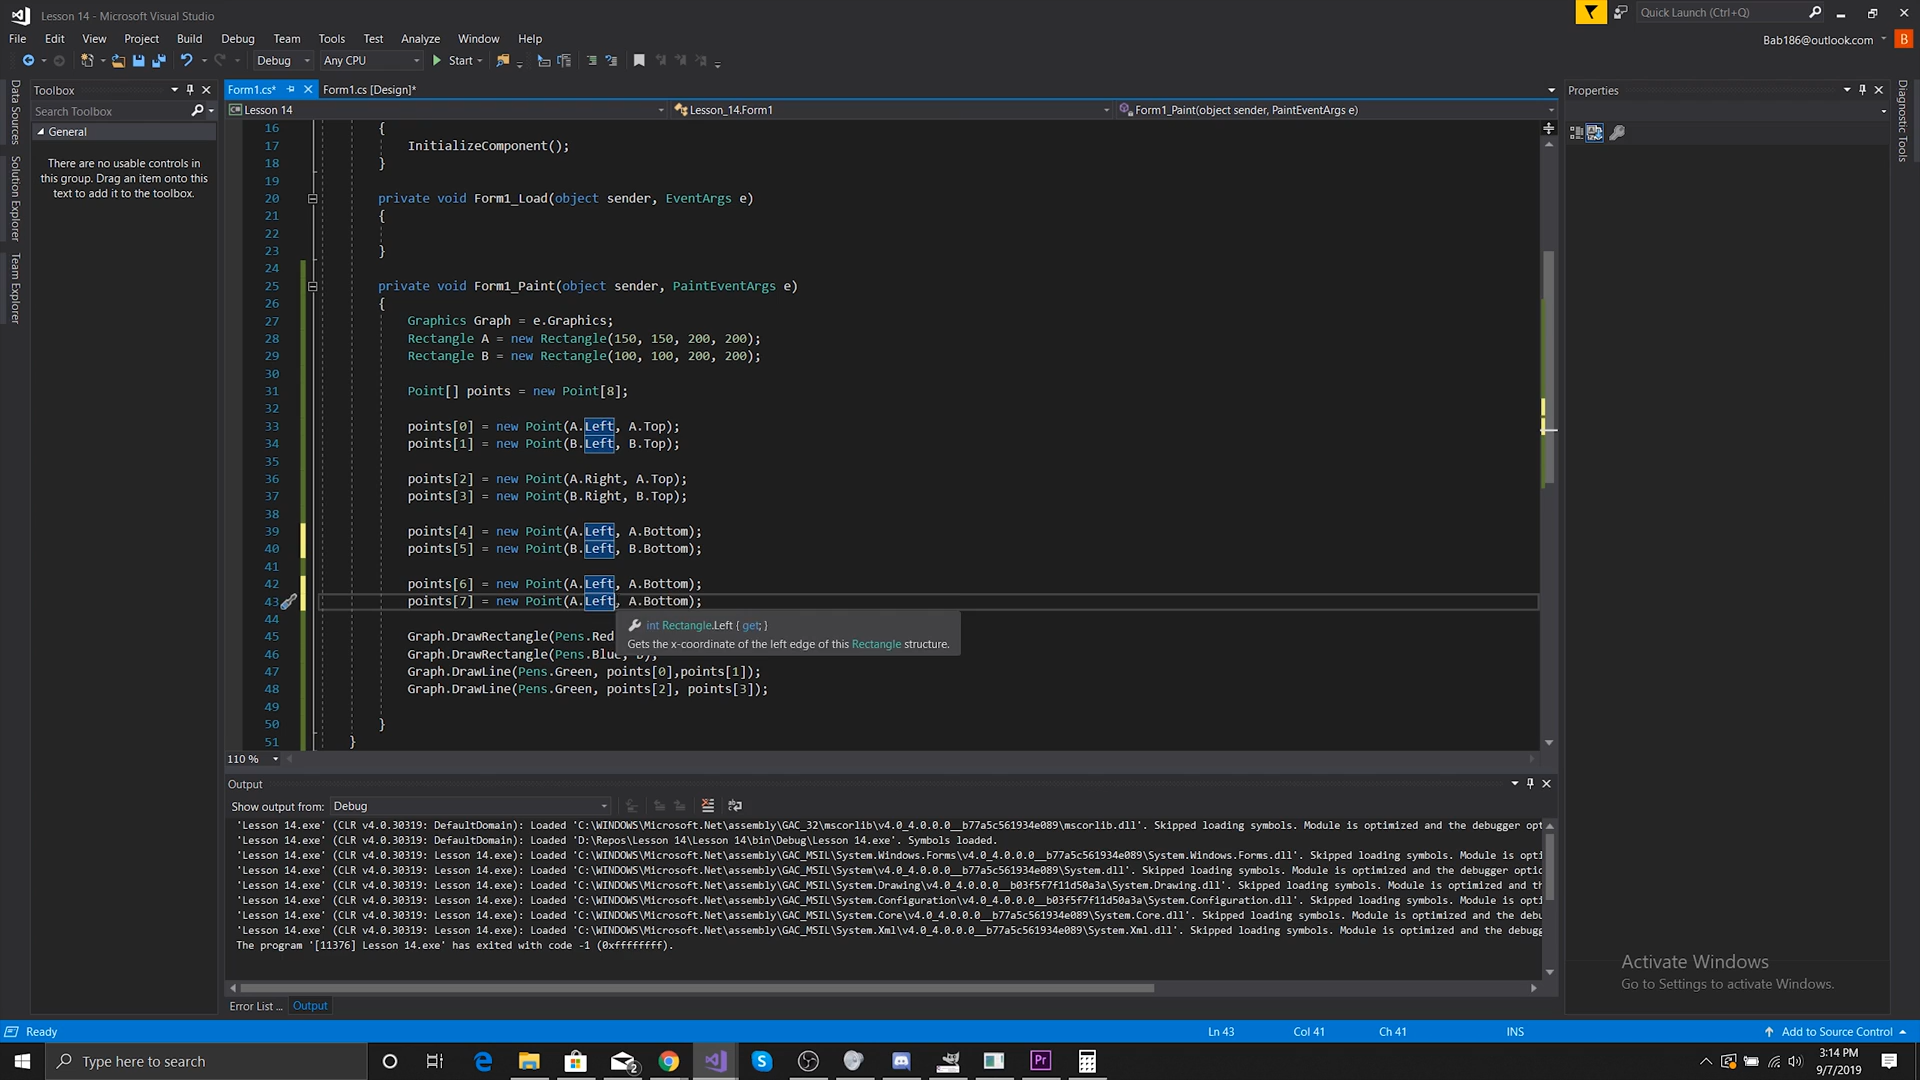 Lesson 14 - Microsoft Visual Studio
Quick Launch (Ctrl+Q)
File Edit View Project Build Debug Team Tools Test Analyze Window Help
Bab186@outlook.com B
Debug Any CPU Start
Data Sources
Solution Explorer
Team Explorer
Toolbox
Search Toolbox
General
There are no usable controls in
this group. Drag an item onto this
text to add it to the toolbox.
Form1.cs* Form1.cs [Design]*
Lesson 14 Lesson_14.Form1 Form1_Paint(object sender, PaintEventArgs e)
16 {
17 InitializeComponent();
18 }
19
20 private void Form1_Load(object sender, EventArgs e)
21 {
22
23 }
24
25 private void Form1_Paint(object sender, PaintEventArgs e)
26 {
27 Graphics Graph = e.Graphics;
28 Rectangle A = new Rectangle(150, 150, 200, 200);
29 Rectangle B = new Rectangle(100, 100, 200, 200);
30
31 Point[] points = new Point[8];
32
33 points[0] = new Point(A.Left, A.Top);
34 points[1] = new Point(B.Left, B.Top);
35
36 points[2] = new Point(A.Right, A.Top);
37 points[3] = new Point(B.Right, B.Top);
38
39 points[4] = new Point(A.Left, A.Bottom);
40 points[5] = new Point(B.Left, B.Bottom);
41
42 points[6] = new Point(A.Left, A.Bottom);
43 points[7] = new Point(A.Left, A.Bottom);
44
int Rectangle.Left { get; }
Gets the x-coordinate of the left edge of this Rectangle structure.
45 Graph.DrawRectangle(Pens.Red
46 Graph.DrawRectangle(Pens.Blue, B);
47 Graph.DrawLine(Pens.Green, points[0],points[1]);
48 Graph.DrawLine(Pens.Green, points[2], points[3]);
49
50 }
51 }
110 %
Properties
Diagnostic Tools
Output
Show output from: Debug
'Lesson 14.exe' (CLR v4.0.30319: DefaultDomain): Loaded 'C:\WINDOWS\Microsoft.Net\assembly\GAC_32\mscorlib\v4.0_4.0.0.0__b77a5c561934e089\mscorlib.dll'. Skipped loading symbols. Module is optimized and the debugger opt
'Lesson 14.exe' (CLR v4.0.30319: DefaultDomain): Loaded 'D:\Repos\Lesson 14\Lesson 14\bin\Debug\Lesson 14.exe'. Symbols loaded.
'Lesson 14.exe' (CLR v4.0.30319: Lesson 14.exe): Loaded 'C:\WINDOWS\Microsoft.Net\assembly\GAC_MSIL\System.Windows.Forms\v4.0_4.0.0.0__b77a5c561934e089\System.Windows.Forms.dll'. Skipped loading symbols. Module is opti
'Lesson 14.exe' (CLR v4.0.30319: Lesson 14.exe): Loaded 'C:\WINDOWS\Microsoft.Net\assembly\GAC_MSIL\System\v4.0_4.0.0.0__b77a5c561934e089\System.dll'. Skipped loading symbols. Module is optimized and the debugger optio
'Lesson 14.exe' (CLR v4.0.30319: Lesson 14.exe): Loaded 'C:\WINDOWS\Microsoft.Net\assembly\GAC_MSIL\System.Drawing\v4.0_4.0.0.0__b03f5f7f11d50a3a\System.Drawing.dll'. Skipped loading symbols. Module is optimized and th
'Lesson 14.exe' (CLR v4.0.30319: Lesson 14.exe): Loaded 'C:\WINDOWS\Microsoft.Net\assembly\GAC_MSIL\System.Configuration\v4.0_4.0.0.0__b03f5f7f11d50a3a\System.Configuration.dll'. Skipped loading symbols. Module is opti
'Lesson 14.exe' (CLR v4.0.30319: Lesson 14.exe): Loaded 'C:\WINDOWS\Microsoft.Net\assembly\GAC_MSIL\System.Core\v4.0_4.0.0.0__b77a5c561934e089\System.Core.dll'. Skipped loading symbols. Module is optimized and the debu
'Lesson 14.exe' (CLR v4.0.30319: Lesson 14.exe): Loaded 'C:\WINDOWS\Microsoft.Net\assembly\GAC_MSIL\System.Xml\v4.0_4.0.0.0__b77a5c561934e089\System.Xml.dll'. Skipped loading symbols. Module is optimized and the debugg
The program '[11376] Lesson 14.exe' has exited with code -1 (0xffffffff).
Error List ... Output
Activate Windows
Go to Settings to activate Windows.
Ready Ln 43 Col 41 Ch 41 INS Add to Source Control
Type here to search
2
Pr
3:14 PM
9/7/2019